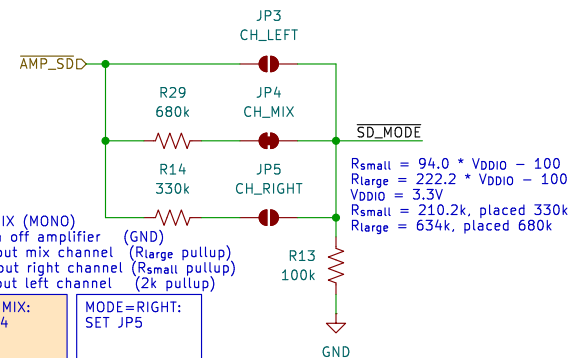 JP3
CH_LEFT
AMP_SD
R29
680k
JP4
CH_MIX
SD_MODE
R14
330k
JP5
CH_RIGHT
Rsmall = 94.0 * VDDIO - 100
Rlarge = 222.2 * VDDIO - 100
VDDIO = 3.3V
Rsmall = 210.2k, placed 330k
Rlarge = 634k, placed 680k
(MONO)
off amplifier (GND)
mix channel (Rlarge pullup)
right channel (Rsmall pullup)
left channel (2k pullup)
R13
100k
MIX:
4
MODE=RIGHT:
SET JP5
GND